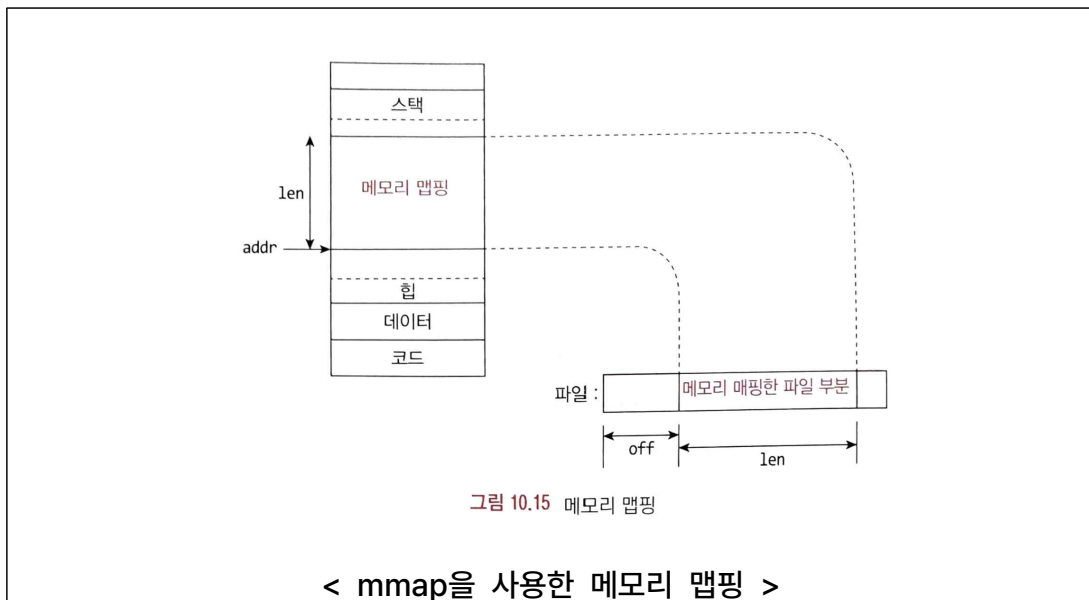 스택
len
메모리 맵핑
addr
힙
데이터
코드
파일 :
메모리 매핑한 파일 부분
off
len
그림 10.15 메모리 맵핑
< mmap을 사용한 메모리 맵핑 >